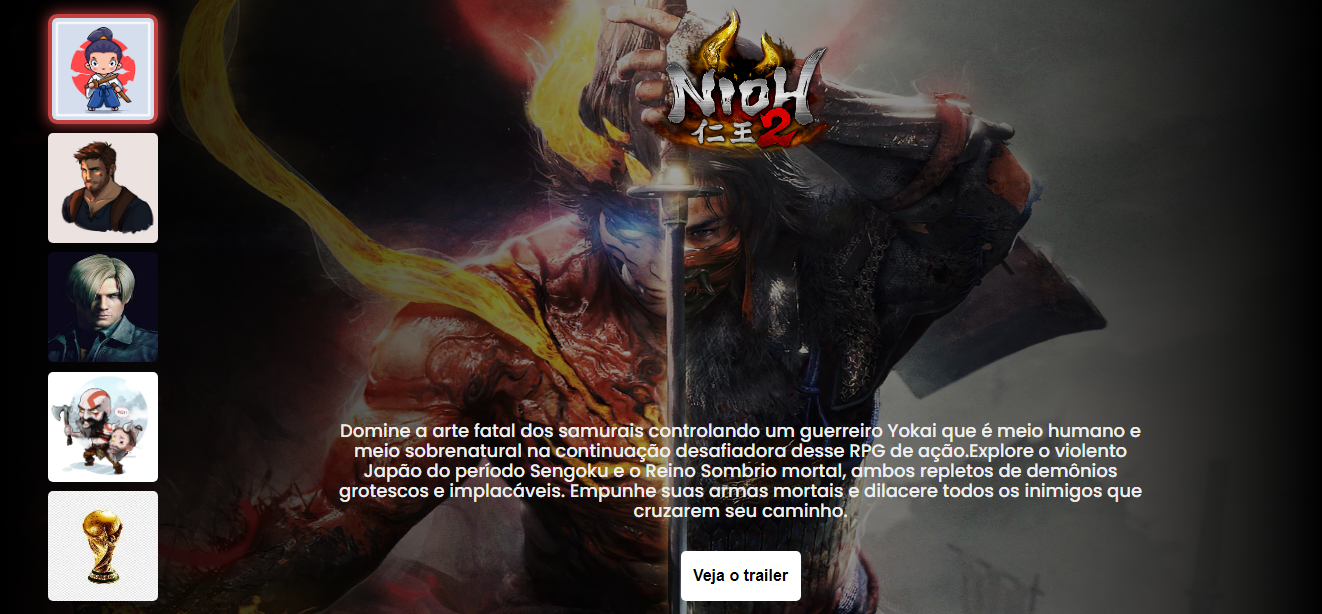 NiOH
仁王2
Domine a arte fatal dos samurais controlando um guerreiro Yokai que é meio humano e
meio sobrenatural na continuação desafiadora desse RPG de ação.Explore o violento
Japão do período Sengoku e o Reino Sombrio mortal, ambos repletos de demônios
grotescos e implacáveis. Empunhe suas armas mortais e dilacere todos os inimigos que
cruzarem seu caminho.
Veja o trailer